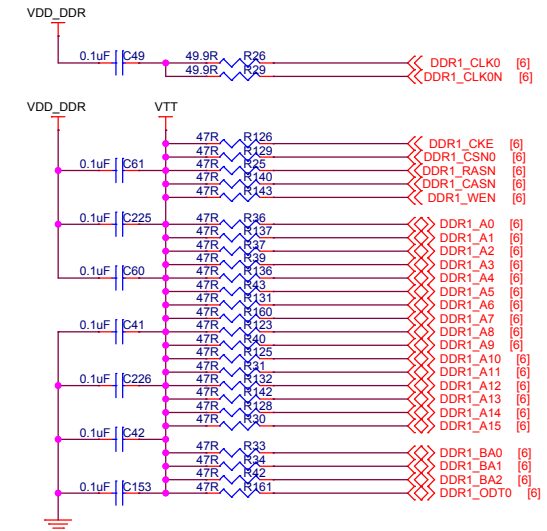 VDD_DDR
0.1uF C49 49.9R R26 DDR1_CLK0 [6]
49.9R R29 DDR1_CLK0N [6]
VDD_DDR VTT
47R R126 DDR1_CKE [6]
47R R129 DDR1_CSN0 [6]
0.1uF C61 47R R25 DDR1_RASN [6]
47R R140 DDR1_CASN [6]
47R R143 DDR1_WEN [6]
0.1uF C225 47R R36 DDR1_A0 [6]
47R R137 DDR1_A1 [6]
47R R37 DDR1_A2 [6]
47R R39 DDR1_A3 [6]
0.1uF C60 47R R136 DDR1_A4 [6]
47R R43 DDR1_A5 [6]
47R R131 DDR1_A6 [6]
47R R160 DDR1_A7 [6]
0.1uF C41 47R R123 DDR1_A8 [6]
47R R40 DDR1_A9 [6]
47R R125 DDR1_A10 [6]
47R R31 DDR1_A11 [6]
0.1uF C226 47R R132 DDR1_A12 [6]
47R R142 DDR1_A13 [6]
47R R128 DDR1_A14 [6]
47R R30 DDR1_A15 [6]
0.1uF C42
47R R33 DDR1_BA0 [6]
47R R34 DDR1_BA1 [6]
47R R42 DDR1_BA2 [6]
0.1uF C153 47R R161 DDR1_ODT0 [6]